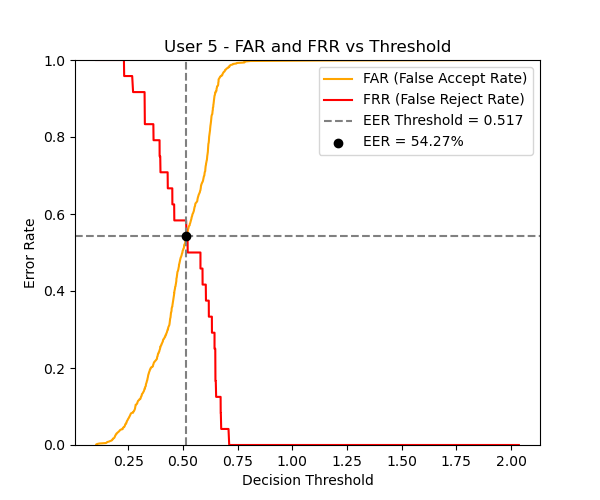 User 5 - FAR and FRR vs Threshold
1.0
0.8
0.6
0.4
0.2
0.0
Error Rate
FAR (False Accept Rate)
FRR (False Reject Rate)
EER Threshold = 0.517
EER = 54.27%
0.25 0.50 0.75 1.00 1.25 1.50 1.75 2.00
Decision Threshold